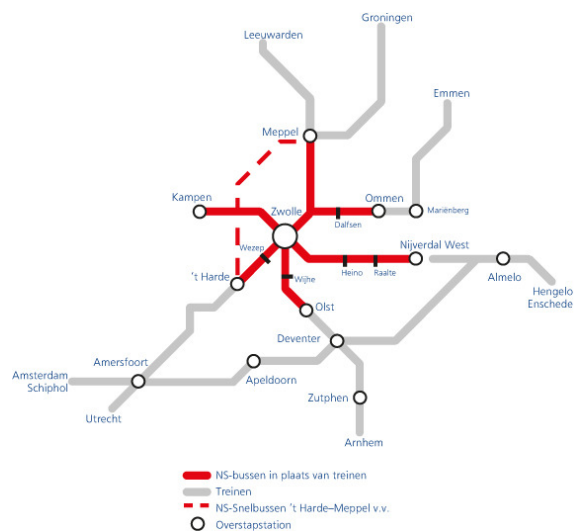 Groningen
Leeuwarden
Emmen
Meppel
Kampen
Zwolle
Ommen
Mariënberg
Dalfsen
Wezep
Nijverdal West
't Harde
Wijhe
Heino
Raalte
Almelo
Olst
Hengelo
Enschede
Deventer
Amersfoort
Amsterdam
Schiphol
Apeldoorn
Zutphen
Utrecht
Arnhem
NS-bussen in plaats van treinen
Treinen
NS-Snelbussen 't Harde–Meppel v.v.
Overstapstation